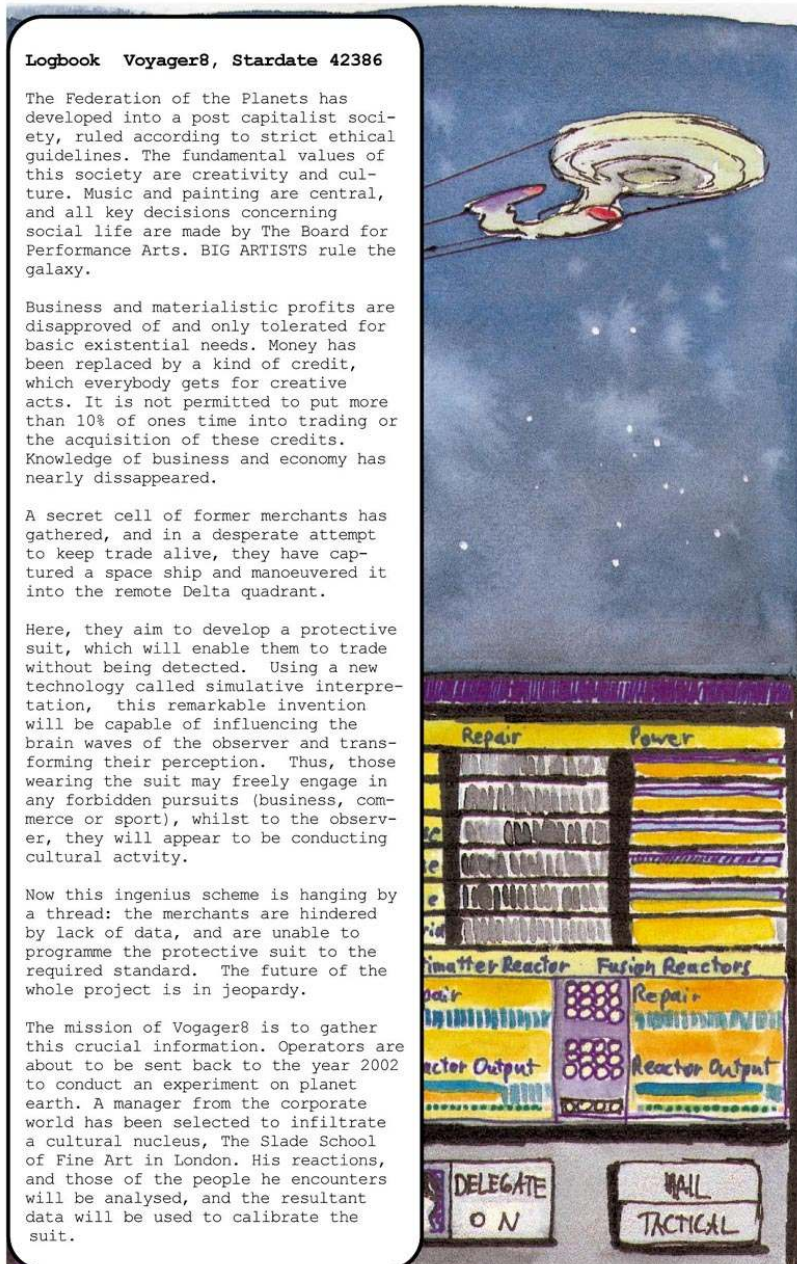 Logbook Voyager8, Stardate 42386
The Federation of the Planets has
developed into a post capitalist soci-
ety, ruled according to strict ethical
guidelines. The fundamental values of
this society are creativity and cul-
ture. Music and painting are central,
and all key decisions concerning
social life are made by The Board for
Performance Arts. BIG ARTISTS rule the
galaxy.
Business and materialistic profits are
disapproved of and only tolerated for
basic existential needs. Money has
been replaced by a kind of credit,
which everybody gets for creative
acts. It is not permitted to put more
than 10% of ones time into trading or
the acquisition of these credits.
Knowledge of business and economy has
nearly dissappeared.
A secret cell of former merchants has
gathered, and in a desperate attempt
to keep trade alive, they have cap-
tured a space ship and manoeuvered it
into the remote Delta quadrant.
Here, they aim to develop a protective
suit, which will enable them to trade
without being detected. Using a new
technology called simulative interpre-
tation, this remarkable invention
will be capable of influencing the
brain waves of the observer and trans-
forming their perception. Thus, those
wearing the suit may freely engage in
any forbidden pursuits (business, com-
merce or sport), whilst to the observ-
er, they will appear to be conducting
cultural actvity.
Now this ingenius scheme is hanging by
a thread: the merchants are hindered
by lack of data, and are unable to
programme the protective suit to the
required standard. The future of the
whole project is in jeopardy.
The mission of Vogager8 is to gather
this crucial information. Operators are
about to be sent back to the year 2002
to conduct an experiment on planet
earth. A manager from the corporate
world has been selected to infiltrate
a cultural nucleus, The Slade School
of Fine Art in London. His reactions,
and those of the people he encounters
will be analysed, and the resultant
data will be used to calibrate the
suit.
Repair Power
imatter Reactor Fusion Reactors
pair Repair
actor Output Reactor Output
DELEGATE
ON
HAIL
TACTICAL